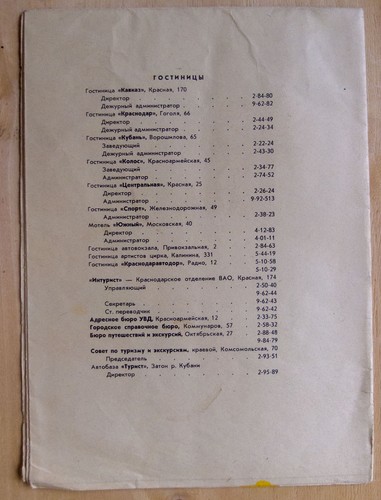 ГОСТИНИЦЫ
Гостиница «Кавказ», Красная, 170
Директор . . . . . . 2-84-80
Дежурный администратор . . . . 9-62-82
Гостиница «Краснодар», Гоголя, 66
Директор . . . . . . 2-44-49
Дежурный администратор . . . . 2-24-34
Гостиница «Кубань», Ворошилова, 65
Заведующий . . . . . 2-22-24
Дежурный администратор . . . . 2-43-30
Гостиница «Колос», Красноармейская, 45
Заведующий . . . . . 2-34-77
Администратор . . . . . 2-74-52
Гостиница «Центральная», Красная, 25
Директор . . . . . . 2-26-24
Администратор . . . . . 9-92-513
Гостиница «Спорт», Железнодорожная, 49
Администратор . . . . . 2-38-23
Мотель «Южный», Московская, 40
Директор . . . . . . 4-12-83
Администратор . . . . . 4-01-11
Гостиница автовокзала, Привокзальная, 2 . 2-84-63
Гостиница артистов цирка, Калинина, 331 . 5-44-19
Гостиница «Краснодаравтодор», Радио, 12 . 5-10-58
5-10-29
«Интурист» — Краснодарское отделения ВАО, Красная, 174
Управляющий . . . . . 2-50-40
9-62-44
Секретарь . . . . . . 9-62-43
Ст. переводчик . . . . . 9-62-42
Адресное бюро УВД, Красноармейская, 12 . 2-33-75
Городское справочное бюро, Коммунаров, 57 . 2-58-32
Бюро путешествий и экскурсий, Октябрьская, 27 . 2-88-48
9-84-79
Совет по туризму и экскурсиям, краевой, Комсомольская, 70
Председатель . . . . . 2-93-51
Автобаза «Турист», Затон р. Кубани
Директор . . . . . . 2-95-89